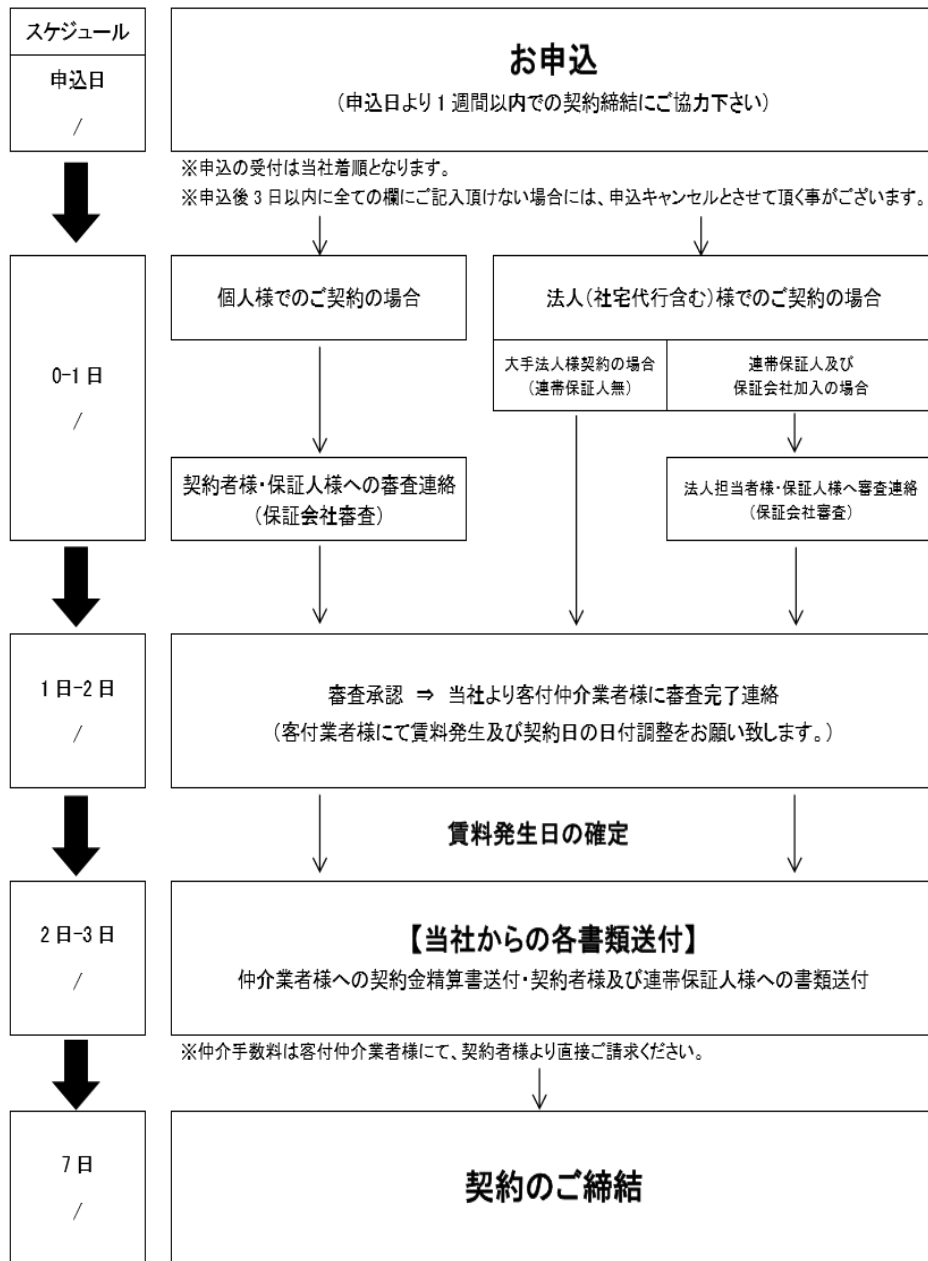 スケジュール
申込日
/
お申込
(申込日より1週間以内での契約締結にご協力下さい)
※申込の受付は当社着順となります。
※申込後3日以内に全ての欄にご記入頂けない場合には、申込キャンセルとさせて頂く事がございます。
0-1日
/
個人様でのご契約の場合
法人(社宅代行含む)様でのご契約の場合
大手法人様契約の場合
(連帯保証人無)
連帯保証人及び
保証会社加入の場合
契約者様・保証人様への審査連絡
(保証会社審査)
法人担当者様・保証人様へ審査連絡
(保証会社審査)
1日-2日
/
審査承認 ⇒ 当社より客付仲介業者様に審査完了連絡
(客付業者様にて賃料発生及び契約日の日付調整をお願い致します。)
賃料発生日の確定
2日-3日
/
【当社からの各書類送付】
仲介業者様への契約金精算書送付・契約者様及び連帯保証人様への書類送付
※仲介手数料は客付仲介業者様にて、契約者様より直接ご請求ください。
7日
/
契約のご締結